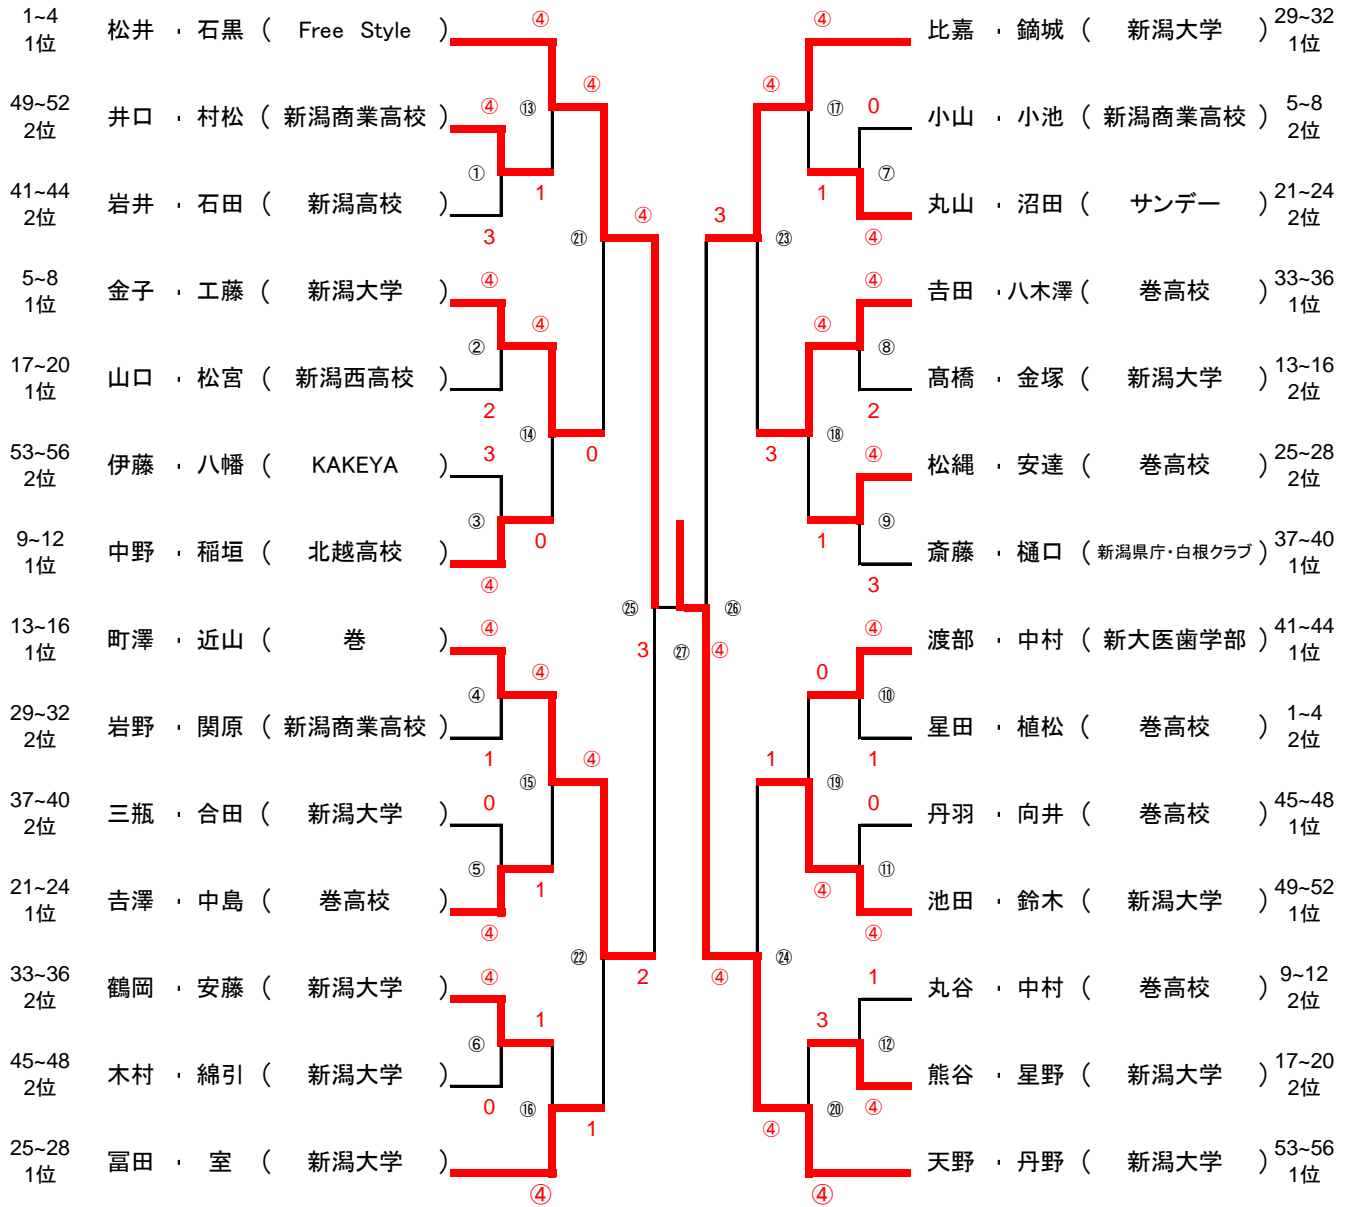 1~4
1位
松井 ・ 石黒 ( Free Style )
④
49~52
2位
井口 ・ 村松 ( 新潟商業高校 )
④
⑬
④
①
1
41~44
2位
岩井 ・ 石田 ( 新潟高校 )
3
㉑
④
5~8
1位
金子 ・ 工藤 ( 新潟大学 )
④
④
②
17~20
1位
山口 ・ 松宮 ( 新潟西高校 )
2
⑭
0
53~56
2位
伊藤 ・ 八幡 ( KAKEYA )
3
③
0
9~12
1位
中野 ・ 稲垣 ( 北越高校 )
④
㉕
3
13~16
1位
町澤 ・ 近山 ( 巻 )
④
④
④
29~32
2位
岩野 ・ 関原 ( 新潟商業高校 )
1
⑮
④
37~40
2位
三瓶 ・ 合田 ( 新潟大学 )
0
⑤
1
21~24
1位
吉澤 ・ 中島 ( 巻高校 )
④
㉒
2
33~36
2位
鶴岡 ・ 安藤 ( 新潟大学 )
④
1
⑥
45~48
2位
木村 ・ 綿引 ( 新潟大学 )
0
⑯
1
25~28
1位
冨田 ・ 室 ( 新潟大学 )
④
㉗
④
比嘉 ・ 鏑城 ( 新潟大学 )
29~32
1位
④
⑰
0
小山 ・ 小池 ( 新潟商業高校 )
5~8
2位
1
⑦
丸山 ・ 沼田 ( サンデー )
21~24
2位
④
3
㉓
④
吉田 ・ 八木澤 ( 巻高校 )
33~36
1位
④
⑧
髙橋 ・ 金塚 ( 新潟大学 )
13~16
2位
2
3
⑱
④
松縄 ・ 安達 ( 巻高校 )
25~28
2位
1
⑨
斎藤 ・ 樋口 ( 新潟県庁・白根クラブ )
37~40
1位
3
㉖
④
④
渡部 ・ 中村 ( 新大医歯学部 )
41~44
1位
0
⑩
星田 ・ 植松 ( 巻高校 )
1~4
2位
1
1
⑲
0
丹羽 ・ 向井 ( 巻高校 )
45~48
1位
④
⑪
池田 ・ 鈴木 ( 新潟大学 )
49~52
1位
④
④
㉔
1
丸谷 ・ 中村 ( 巻高校 )
9~12
2位
3
⑫
熊谷 ・ 星野 ( 新潟大学 )
17~20
2位
④
④
⑳
天野 ・ 丹野 ( 新潟大学 )
53~56
1位
④